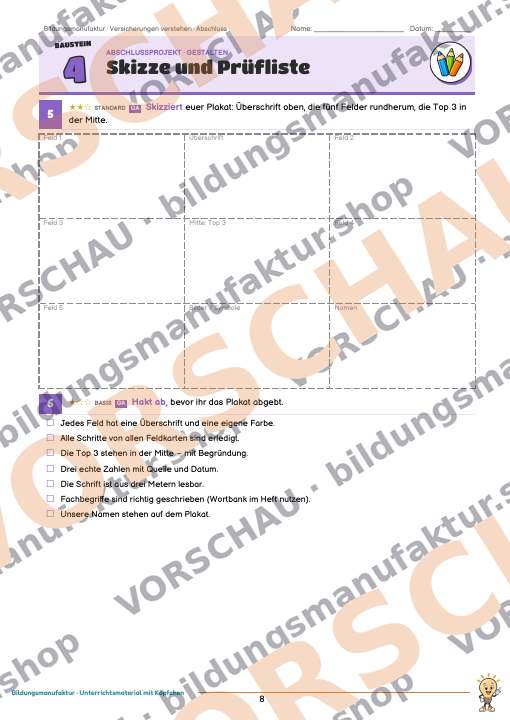 Bildungsmanufaktur · Versicherungen verstehen · Abschluss Name: Datum:
BAUSTEIN
4
ABSCHLUSSPROJEKT · GESTALTEN
Skizze und Prüfliste
5 STANDARD GA Skizziert euer Plakat: Überschrift oben, die fünf Felder rundherum, die Top 3 in
der Mitte.
Feld 1 Überschrift Feld 2
Feld 3 Mitte: Top 3 Feld 4
Feld 5 Bilder / Symbole Namen
6 BASIS GA Hakt ab, bevor ihr das Plakat abgebt.
Jedes Feld hat eine Überschrift und eine eigene Farbe.
Alle Schritte von allen Feldkarten sind erledigt.
Die Top 3 stehen in der Mitte – mit Begründung.
Drei echte Zahlen mit Quelle und Datum.
Die Schrift ist aus drei Metern lesbar.
Fachbegriffe sind richtig geschrieben (Wortbank im Heft nutzen).
Unsere Namen stehen auf dem Plakat.
VORSCHAU · bildungsmanufaktur.shop
VORSCHAU
Bildungsmanufaktur · Unterrichtsmaterial mit Köpfchen
8